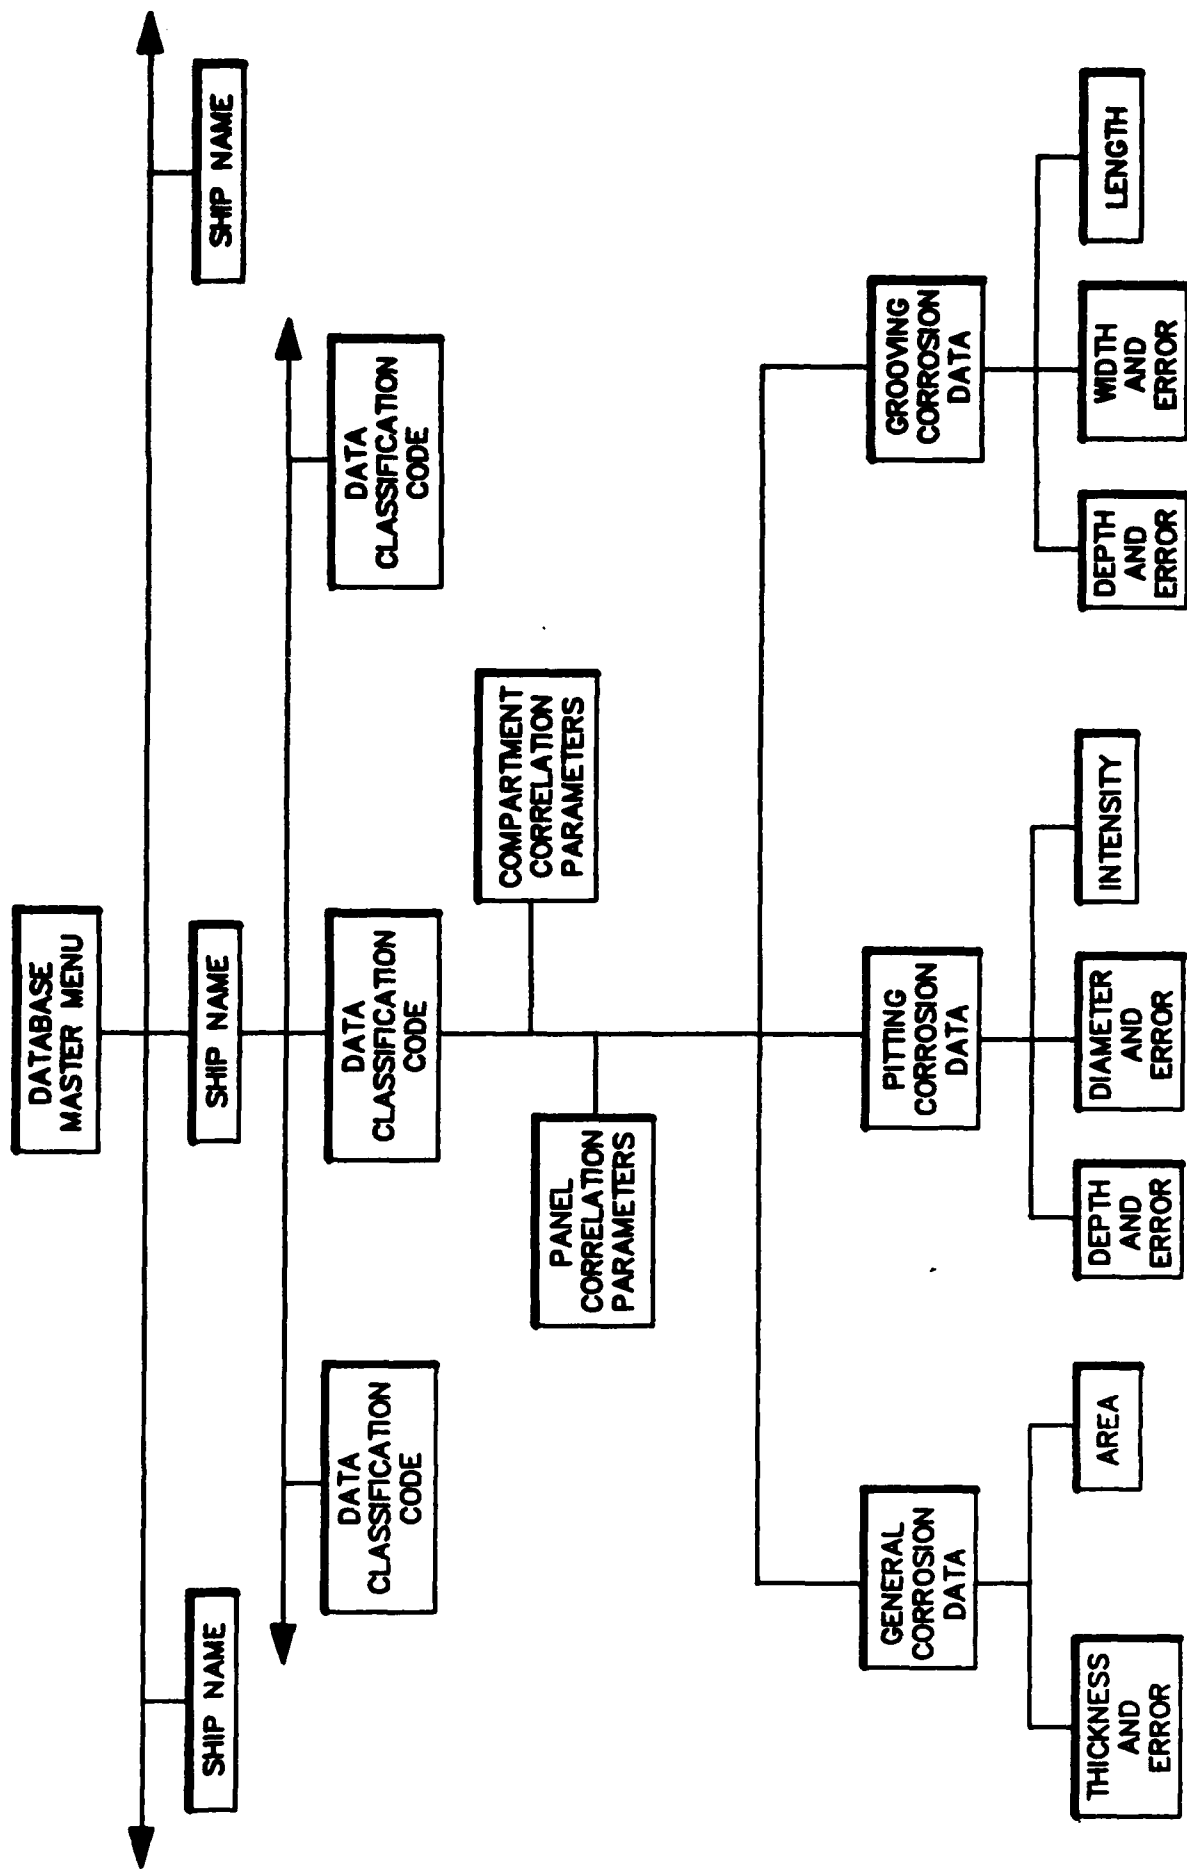 DATABASE
MASTER MENU
SHIP NAME
SHIP NAME
SHIP NAME
DATA
CLASSIFICATION
CODE
DATA
CLASSIFICATION
CODE
DATA
CLASSIFICATION
CODE
COMPARTMENT
CORRELATION
PARAMETERS
PANEL
CORRELATION
PARAMETERS
GENERAL
CORROSION
DATA
PITTING
CORROSION
DATA
GROOVING
CORROSION
DATA
THICKNESS
AND
ERROR
AREA
DEPTH
AND
ERROR
DIAMETER
AND
ERROR
INTENSITY
DEPTH
AND
ERROR
WIDTH
AND
ERROR
LENGTH